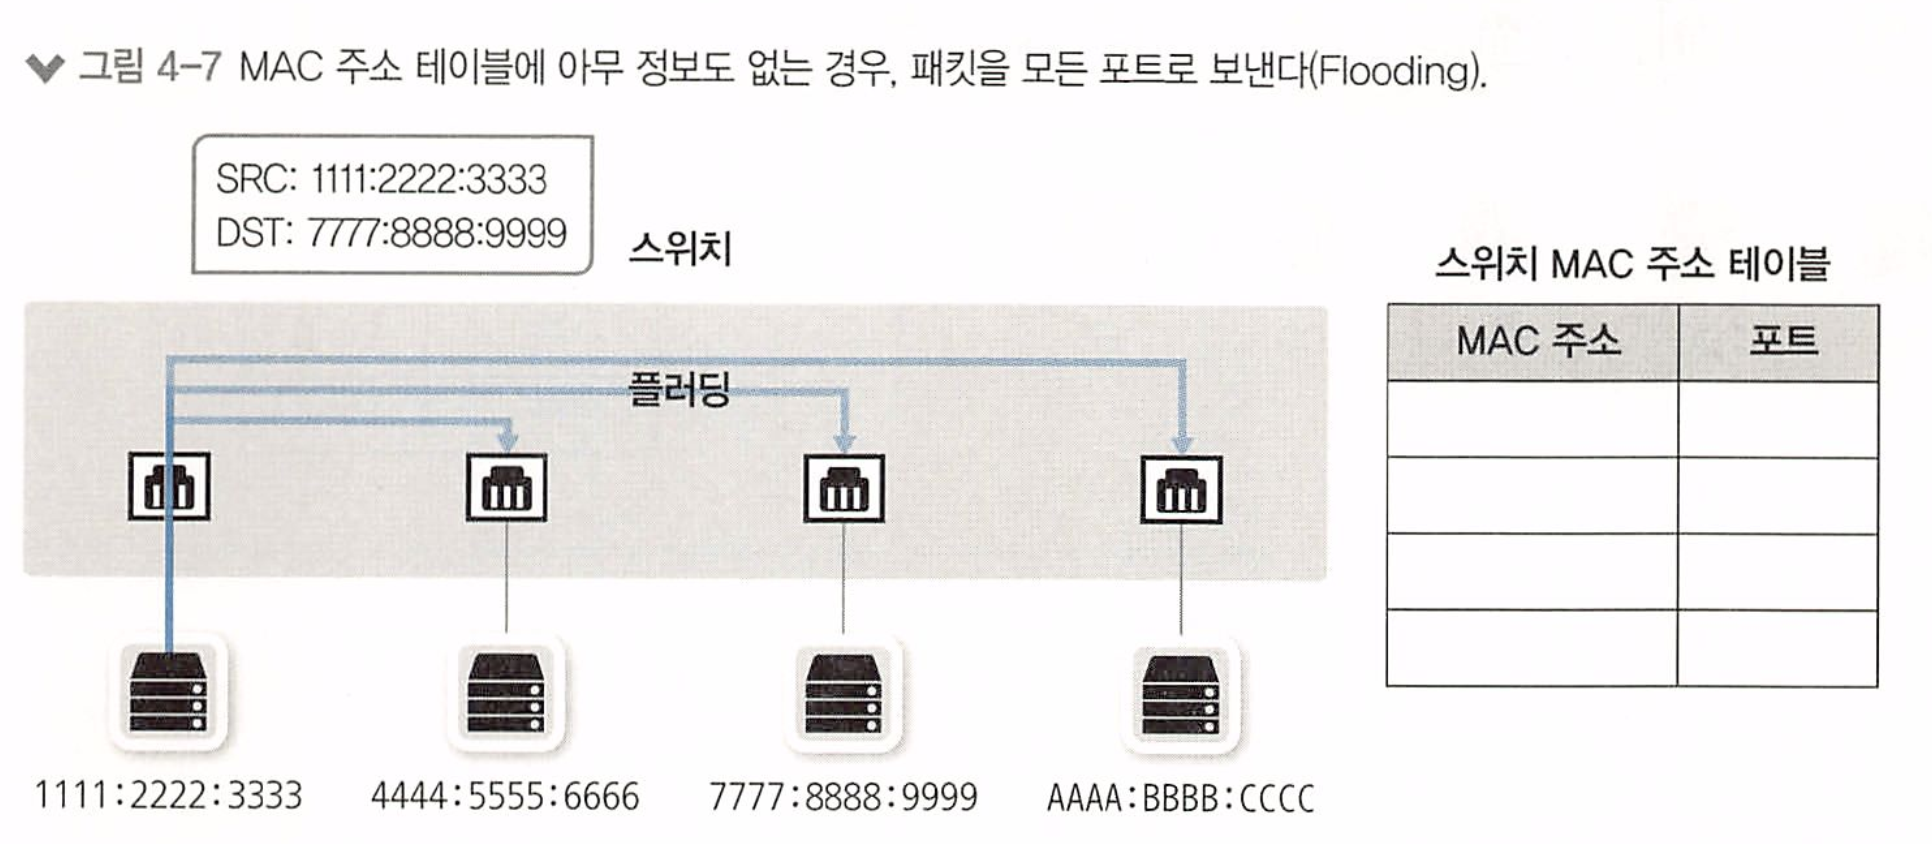 그림 4-7 MAC 주소 테이블에 아무 정보도 없는 경우, 패킷을 모든 포트로 보낸다(Flooding).
SRC: 1111:2222:3333
DST: 7777:8888:9999
스위치
플러딩
1111:2222:3333
4444:5555:6666
7777:8888:9999
AAAA:BBBB:CCCC
스위치 MAC 주소 테이블
MAC 주소 포트